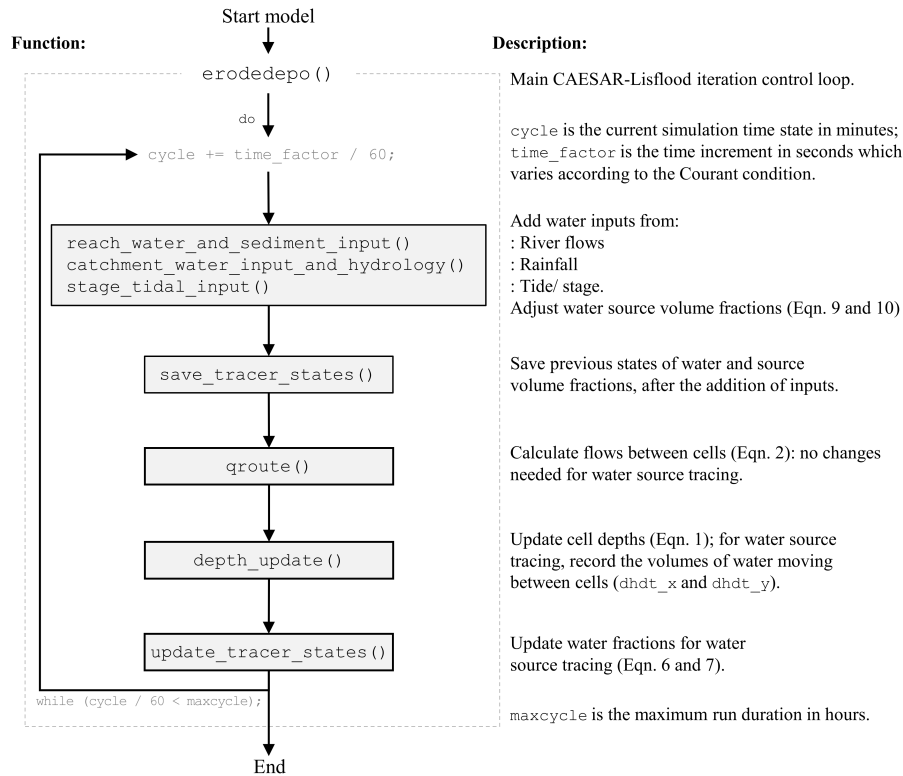 Start model
Function:
Description:
erodedepo()
Main CAESAR-Lisflood iteration control loop.
do
cycle += time_factor / 60;
cycle is the current simulation time state in minutes;
time_factor is the time increment in seconds which
varies according to the Courant condition.
reach_water_and_sediment_input()
catchment_water_input_and_hydrology()
stage_tidal_input()
Add water inputs from:
: River flows
: Rainfall
: Tide/ stage.
Adjust water source volume fractions (Eqn. 9 and 10)
save_tracer_states()
Save previous states of water and source
volume fractions, after the addition of inputs.
qroute()
Calculate flows between cells (Eqn. 2): no changes
needed for water source tracing.
depth_update()
Update cell depths (Eqn. 1); for water source
tracing, record the volumes of water moving
between cells (dhdt_x and dhdt_y).
update_tracer_states()
Update water fractions for water
source tracing (Eqn. 6 and 7).
while (cycle / 60 < maxcycle);
maxcycle is the maximum run duration in hours.
End